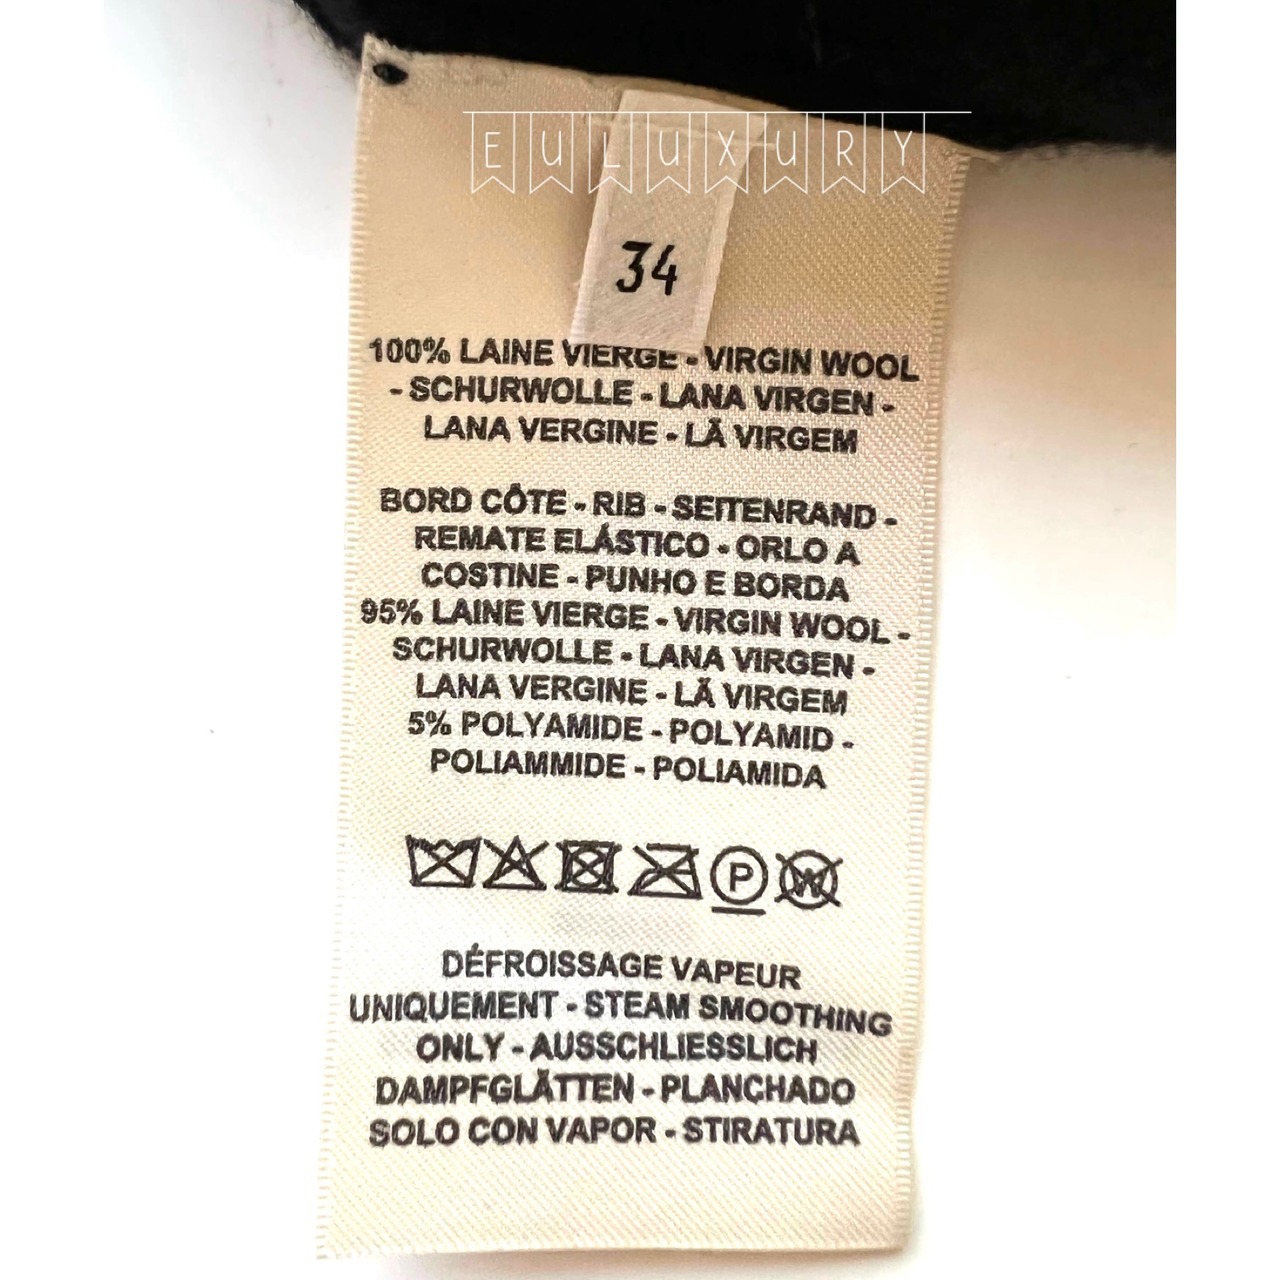 EULUXURY
34
100% LAINE VIERGE - VIRGIN WOOL
- SCHURWOLLE - LANA VIRGEN -
LANA VERGINE - LÃ VIRGEM
BORD CÔTE - RIB - SEITENRAND -
REMATE ELÁSTICO - ORLO A
COSTINE - PUNHO E BORDA
95% LAINE VIERGE - VIRGIN WOOL -
SCHURWOLLE - LANA VIRGEN -
LANA VERGINE - LÃ VIRGEM
5% POLYAMIDE - POLYAMID -
POLIAMMIDE - POLIAMIDA
P W
DÉFROISSAGE VAPEUR
UNIQUEMENT - STEAM SMOOTHING
ONLY - AUSSCHLIESSLICH
DAMPFGLÄTTEN - PLANCHADO
SOLO CON VAPOR - STIRATURA